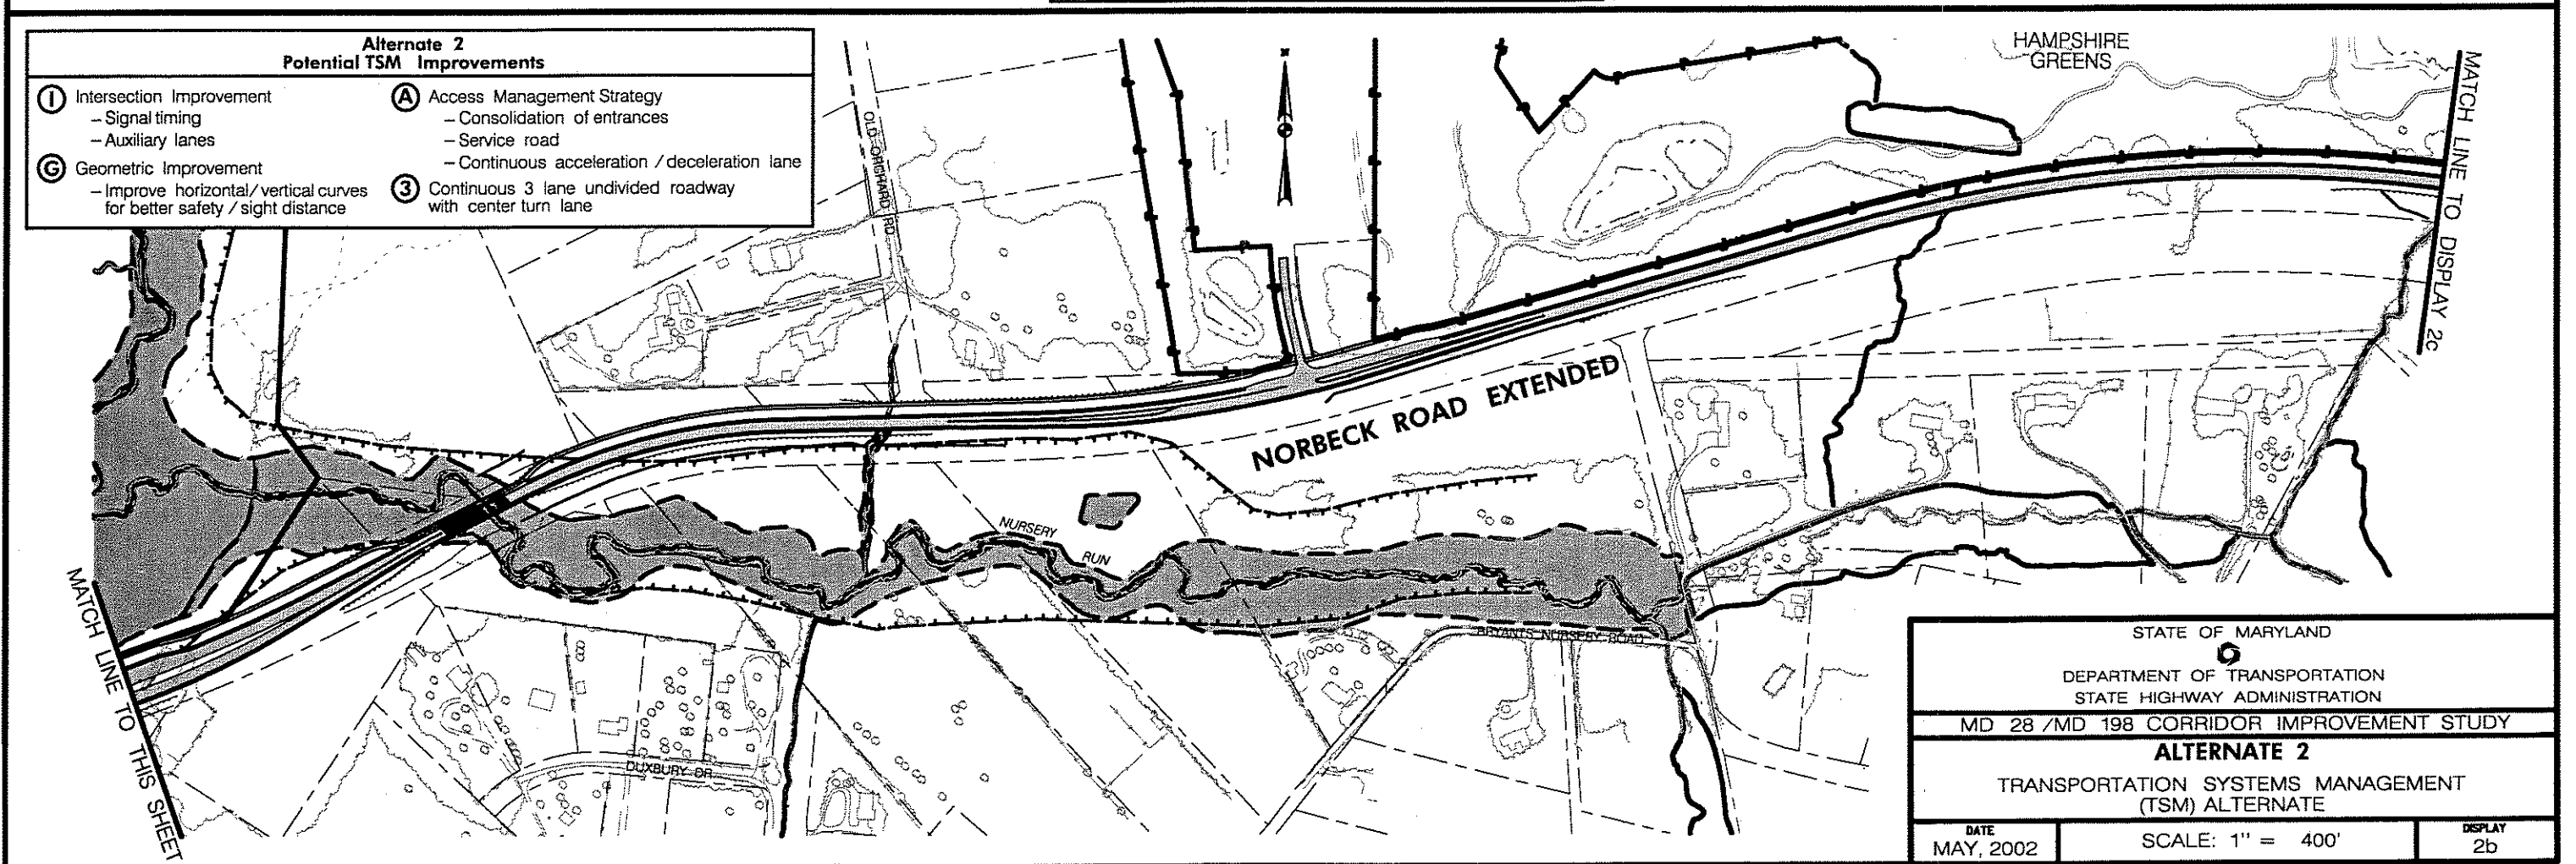 Alternate 2
Potential TSM Improvements
I Intersection Improvement
– Signal timing
– Auxiliary lanes
G Geometric Improvement
– Improve horizontal/vertical curves
for better safety / sight distance
A Access Management Strategy
– Consolidation of entrances
– Service road
– Continuous acceleration / deceleration lane
3 Continuous 3 lane undivided roadway
with center turn lane
OLD ORCHARD RD
HAMPSHIRE
GREENS
MATCH LINE TO DISPLAY 2c
NORBECK ROAD EXTENDED
NURSERY
RUN
MATCH LINE TO THIS SHEET
BRYANTS NURSERY ROAD
DUXBURY DR
STATE OF MARYLAND
DEPARTMENT OF TRANSPORTATION
STATE HIGHWAY ADMINISTRATION
MD 28 /MD 198 CORRIDOR IMPROVEMENT STUDY
ALTERNATE 2
TRANSPORTATION SYSTEMS MANAGEMENT
(TSM) ALTERNATE
DATE
MAY, 2002
SCALE: 1" = 400'
DISPLAY
2b